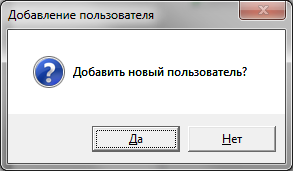 Добавление пользователя
Добавить новый пользователь?
Да
Нет